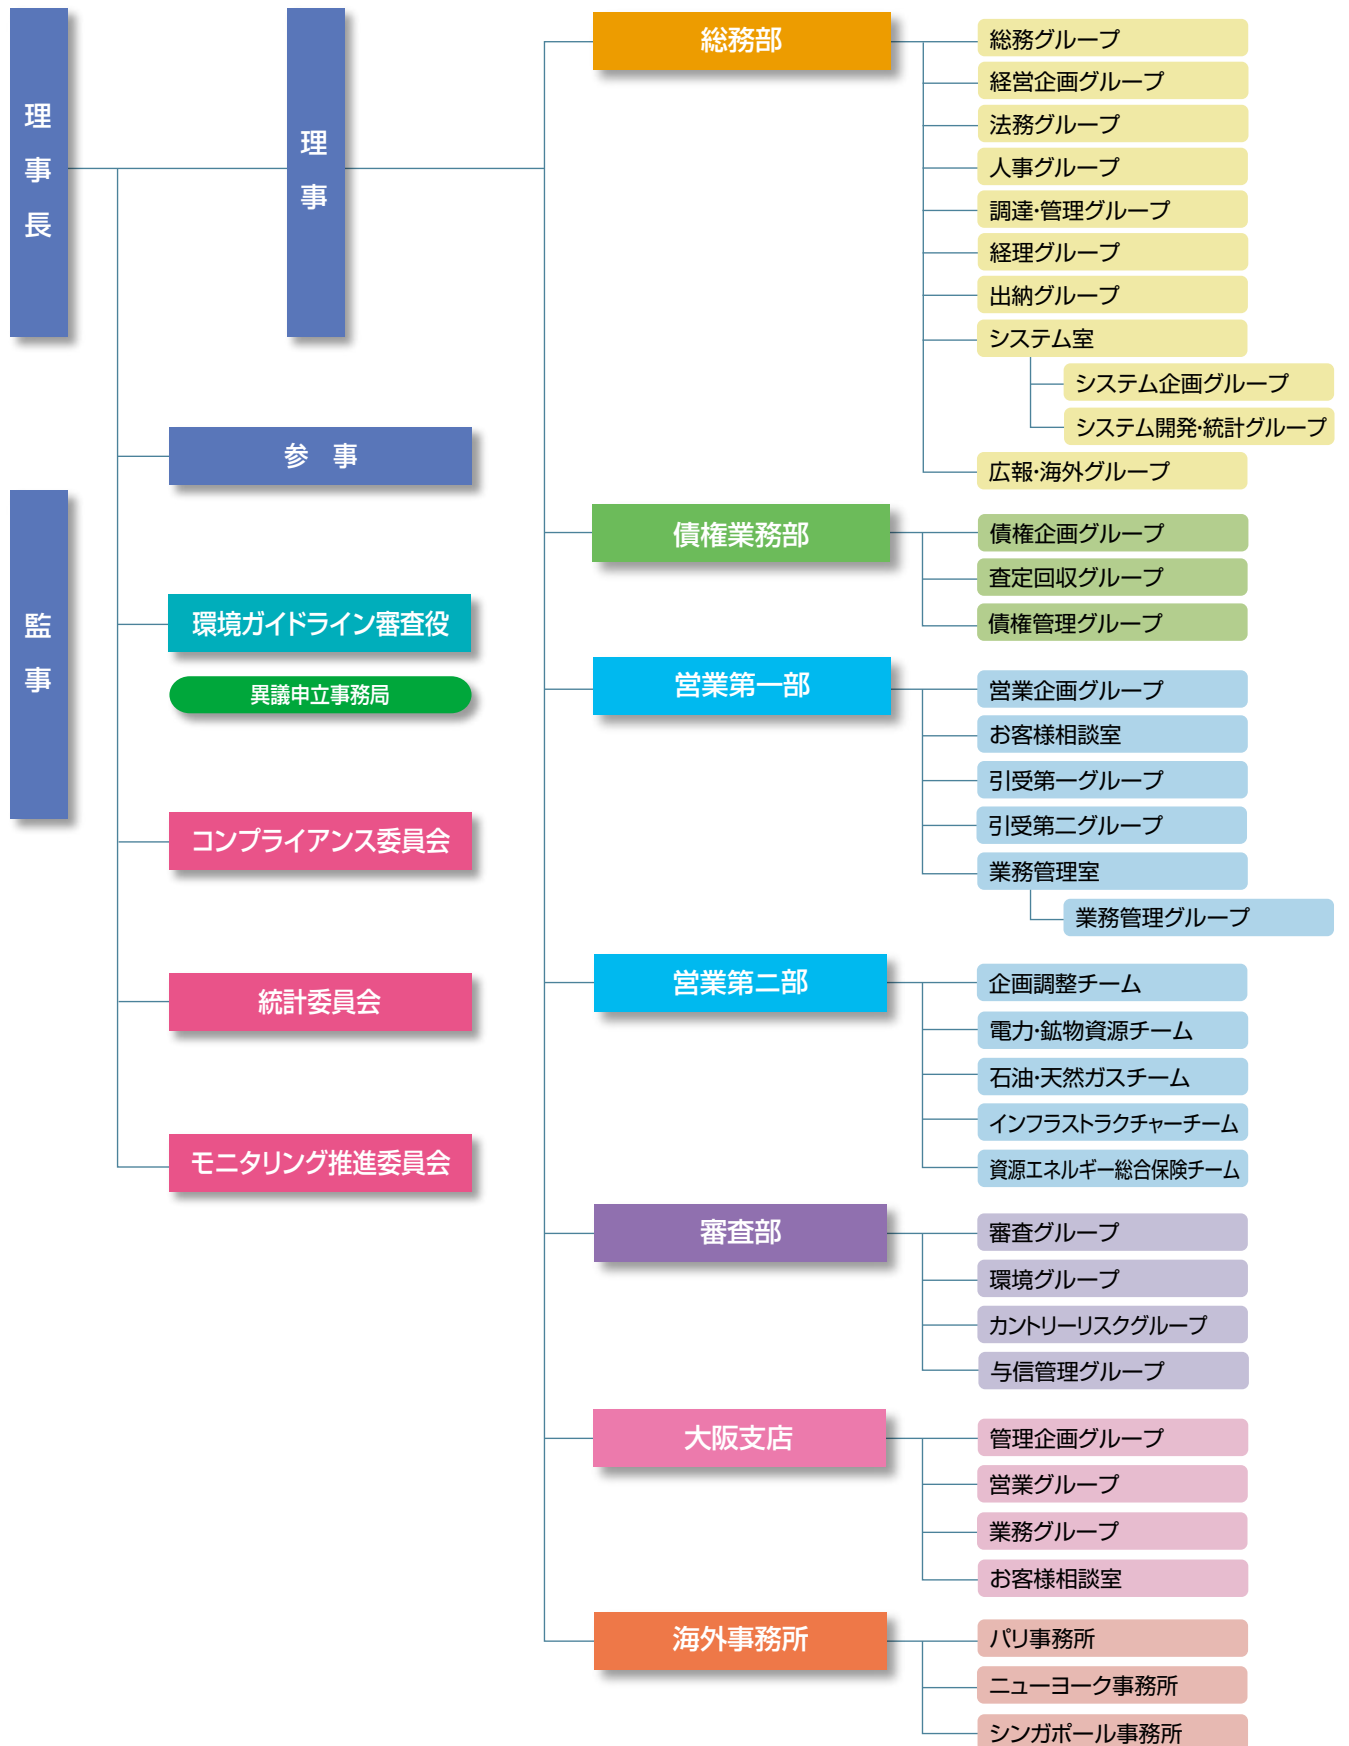 理事長
理事
監事
参　事
環境ガイドライン審査役
異議申立事務局
コンプライアンス委員会
統計委員会
モニタリング推進委員会
総務部
総務グループ
経営企画グループ
法務グループ
人事グループ
調達・管理グループ
経理グループ
出納グループ
システム室
システム企画グループ
システム開発・統計グループ
広報・海外グループ
債権業務部
債権企画グループ
査定回収グループ
債権管理グループ
営業第一部
営業企画グループ
お客様相談室
引受第一グループ
引受第二グループ
業務管理室
業務管理グループ
営業第二部
企画調整チーム
電力・鉱物資源チーム
石油・天然ガスチーム
インフラストラクチャーチーム
資源エネルギー総合保険チーム
審査部
審査グループ
環境グループ
カントリーリスクグループ
与信管理グループ
大阪支店
管理企画グループ
営業グループ
業務グループ
お客様相談室
海外事務所
パリ事務所
ニューヨーク事務所
シンガポール事務所